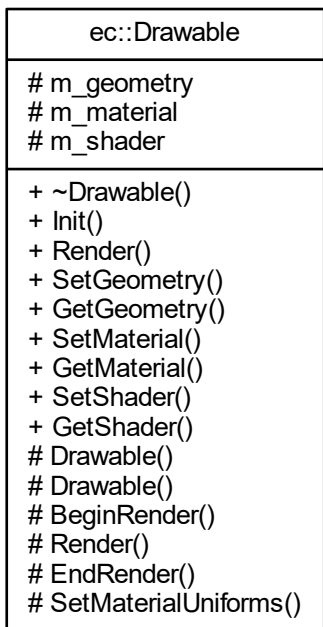 ec::Drawable
# m_geometry
# m_material
# m_shader
+ ~Drawable()
+ Init()
+ Render()
+ SetGeometry()
+ GetGeometry()
+ SetMaterial()
+ GetMaterial()
+ SetShader()
+ GetShader()
# Drawable()
# Drawable()
# BeginRender()
# Render()
# EndRender()
# SetMaterialUniforms()